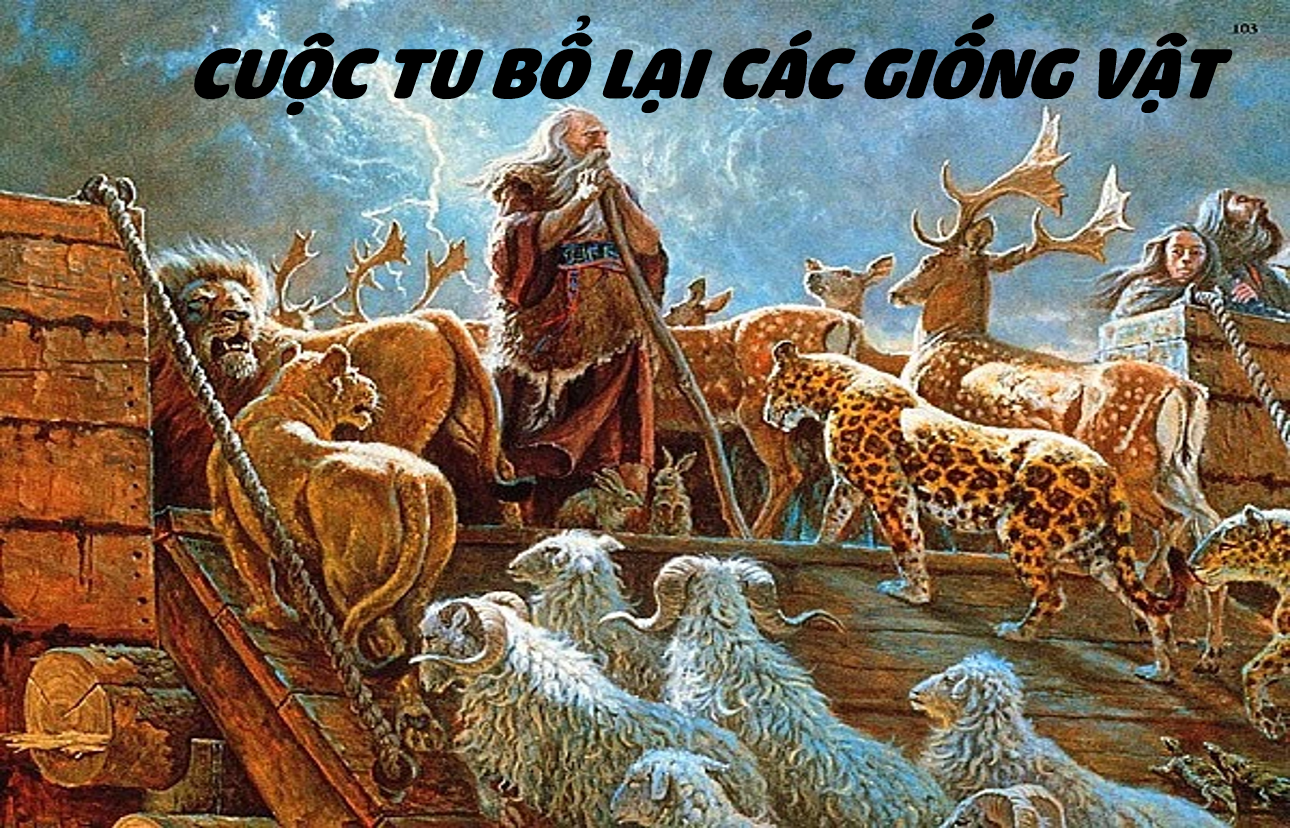 103
CUỘC TU BỔ LẠI CÁC GIỐNG VẬT